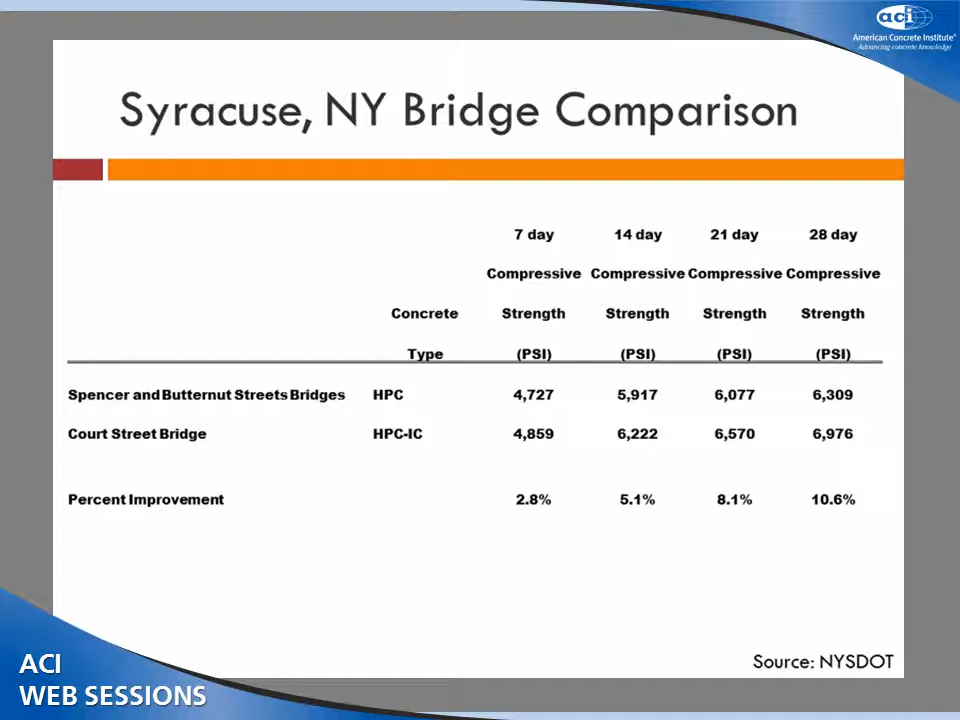 aci
American Concrete Institute®
Advancing concrete knowledge
Syracuse, NY Bridge Comparison
7 day 14 day 21 day 28 day
Compressive Compressive Compressive Compressive
Concrete Strength Strength Strength Strength
Type (PSI) (PSI) (PSI) (PSI)
Spencer and Butternut Streets Bridges HPC 4,727 5,917 6,077 6,309
Court Street Bridge HPC-IC 4,859 6,222 6,570 6,976
Percent Improvement 2.8% 5.1% 8.1% 10.6%
Source: NYSDOT
ACI
WEB SESSIONS